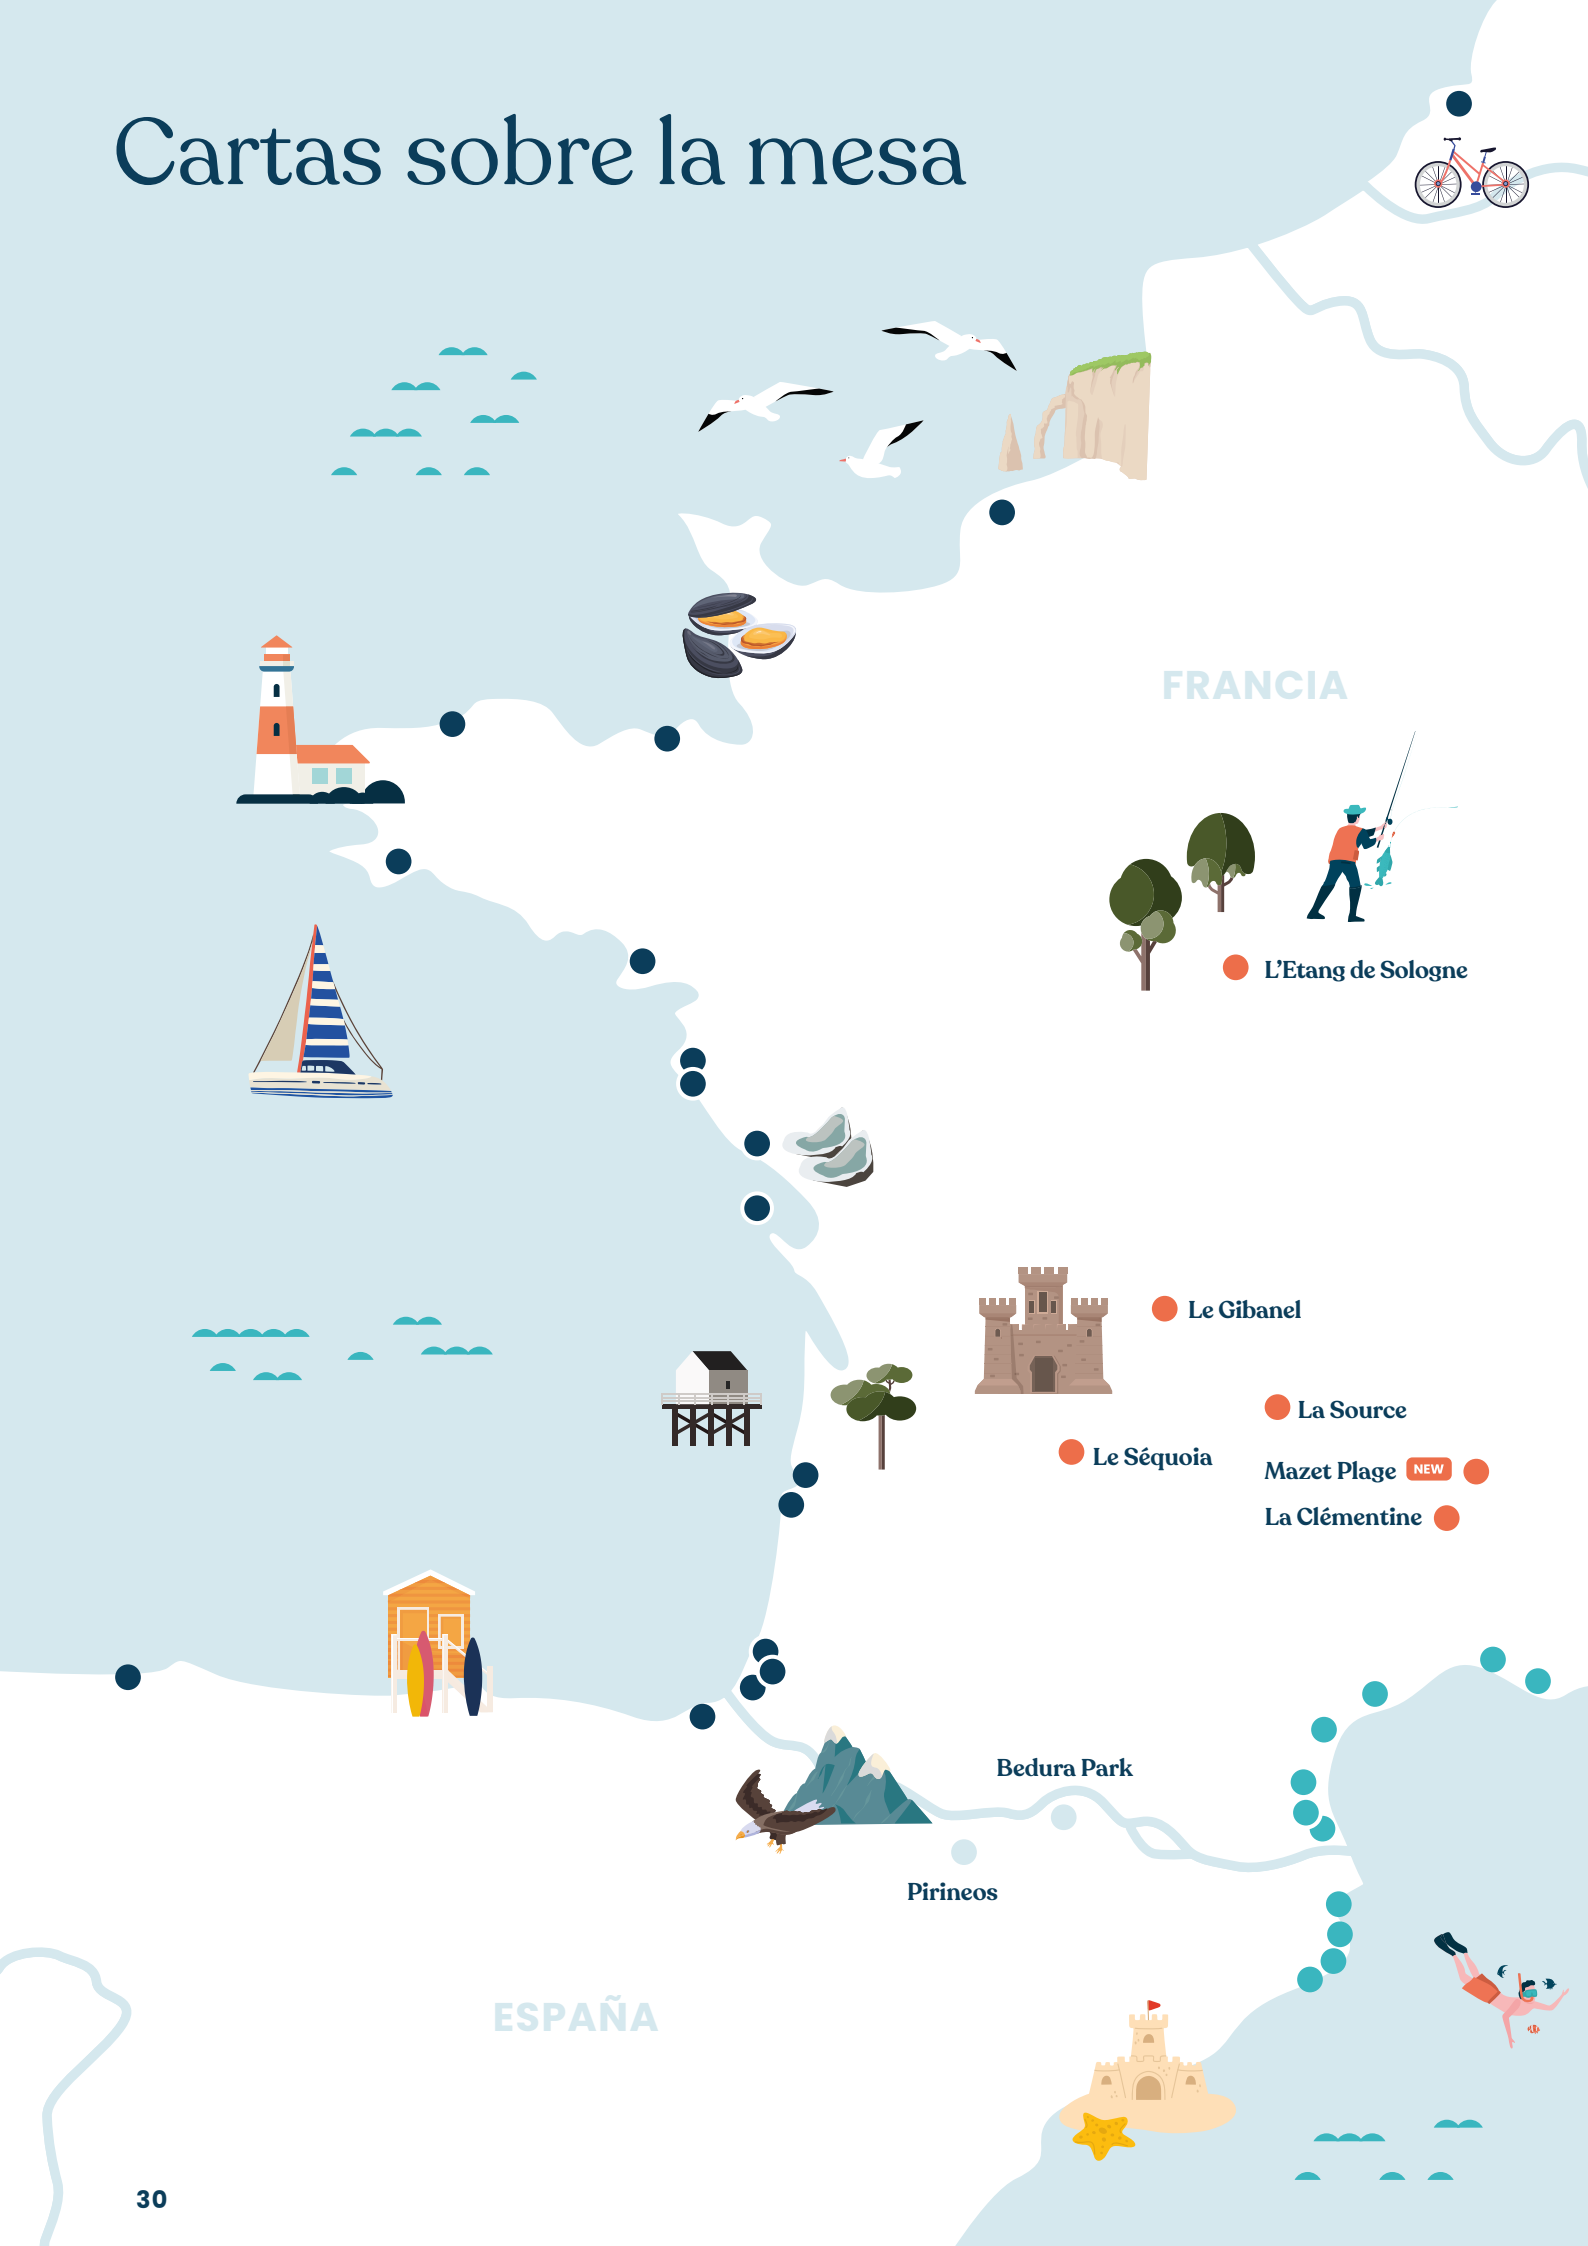 Cartas sobre la mesa
FRANCIA
L’Etang de Sologne
Le Gibanel
La Source
Le Séquoia
Mazet Plage NEW
La Clémentine
Bedura Park
Pirineos
ESPAÑA
30